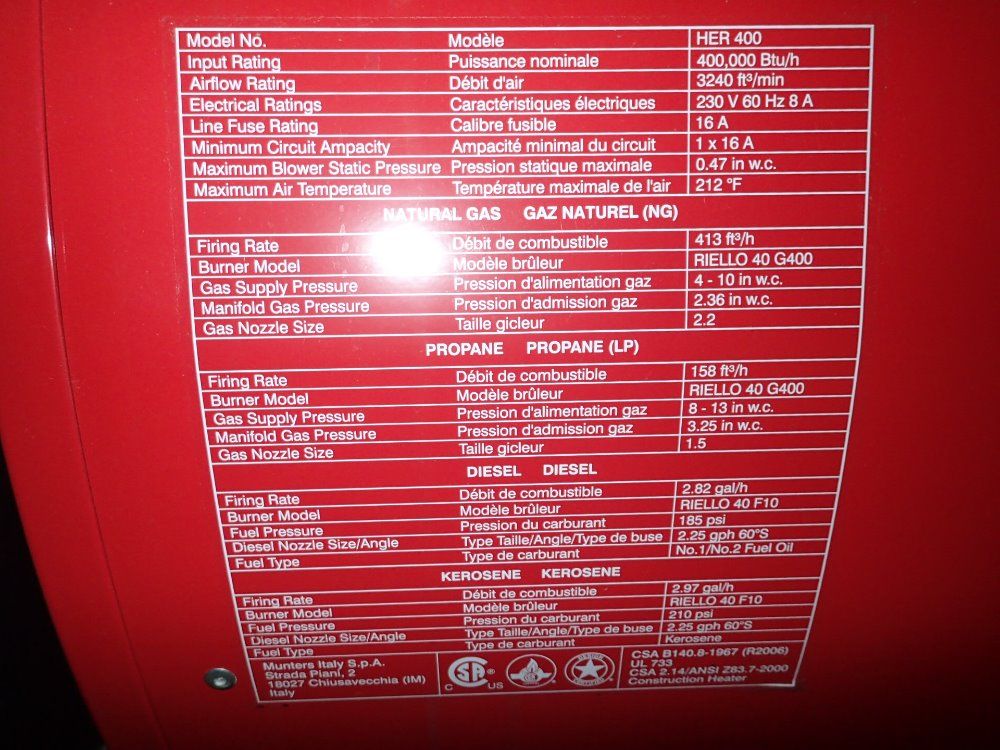 Model No. Modèle HER 400
Input Rating Puissance nominale 400,000 Btu/h
Airflow Rating Débit d'air 3240 ft³/min
Electrical Ratings Caractéristiques électriques 230 V 60 Hz 8 A
Line Fuse Rating Calibre fusible 16 A
Minimum Circuit Ampacity Ampacité minimal du circuit 1 x 16 A
Maximum Blower Static Pressure Pression statique maximale 0.47 in w.c.
Maximum Air Temperature Température maximale de l'air 212 °F
NATURAL GAS GAZ NATUREL (NG)
Firing Rate Débit de combustible 413 ft³/h
Burner Model Modèle brûleur RIELLO 40 G400
Gas Supply Pressure Pression d'alimentation gaz 4 - 10 in w.c.
Manifold Gas Pressure Pression d'admission gaz 2.36 in w.c.
Gas Nozzle Size Taille gicleur 2.2
PROPANE PROPANE (LP)
Firing Rate Débit de combustible 158 ft³/h
Burner Model Modèle brûleur RIELLO 40 G400
Gas Supply Pressure Pression d'alimentation gaz 8 - 13 in w.c.
Manifold Gas Pressure Pression d'admission gaz 3.25 in w.c.
Gas Nozzle Size Taille gicleur 1.5
DIESEL DIESEL
Firing Rate Débit de combustible 2.82 gal/h
Burner Model Modèle brûleur RIELLO 40 F10
Fuel Pressure Pression du carburant 185 psi
Diesel Nozzle Size/Angle Type Taille/Angle/Type de buse 2.25 gph 60°S
Fuel Type Type de carburant No.1/No.2 Fuel Oil
KEROSENE KEROSENE
Firing Rate Débit de combustible 2.97 gal/h
Burner Model Modèle brûleur RIELLO 40 F10
Fuel Pressure Pression du carburant 210 psi
Diesel Nozzle Size/Angle Type Taille/Angle/Type de buse 2.25 gph 60°S
Fuel Type Type de carburant Kerosene
Munters Italy S.p.A.
Strada Piani, 2
18027 Chiusavecchia (IM)
Italy
C SA ® US
CSA B140.8-1967 (R2006)
UL 733
CSA 2.14/ANSI Z83.7-2000
Construction Heater